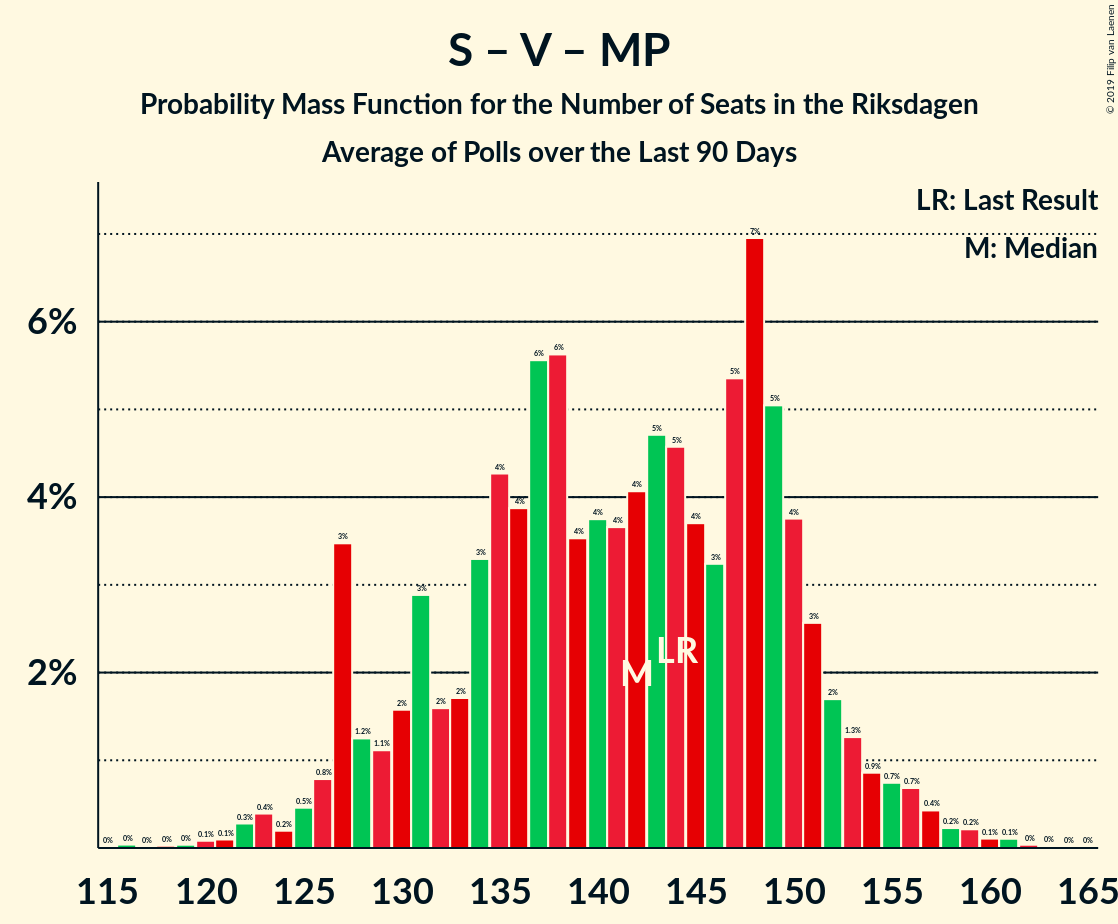 S – V – MP
Probability Mass Function for the Number of Seats in the Riksdagen
Average of Polls over the Last 90 Days
© 2019 Filip van Laenen
LR: Last Result
M: Median
6%
4%
2%
0% 0% 0% 0% 0% 0.1% 0.1% 0.3% 0.4% 0.2% 0.5% 0.8% 3% 1.2% 1.1% 2% 3% 2% 2% 3% 4% 4% 6% 6% 4% 4% 4% 4% 5% 5% 4% 3% 5% 7% 5% 4% 3% 2% 1.3% 0.9% 0.7% 0.7% 0.4% 0.2% 0.2% 0.1% 0.1% 0% 0% 0% 0%
M LR
115 120 125 130 135 140 145 150 155 160 165